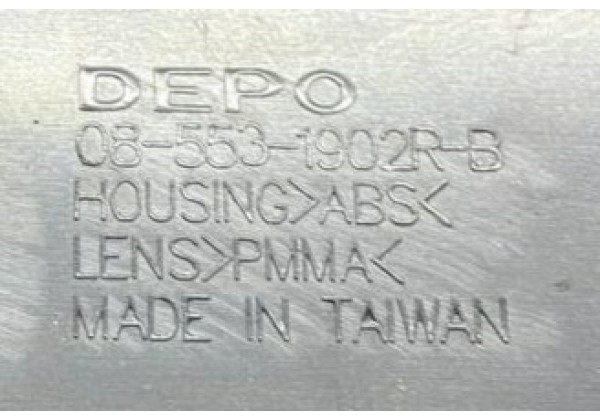 DEPO
08-553-1902R-B
HOUSING>ABS<
LENS>PMMA<
MADE IN TAIWAN